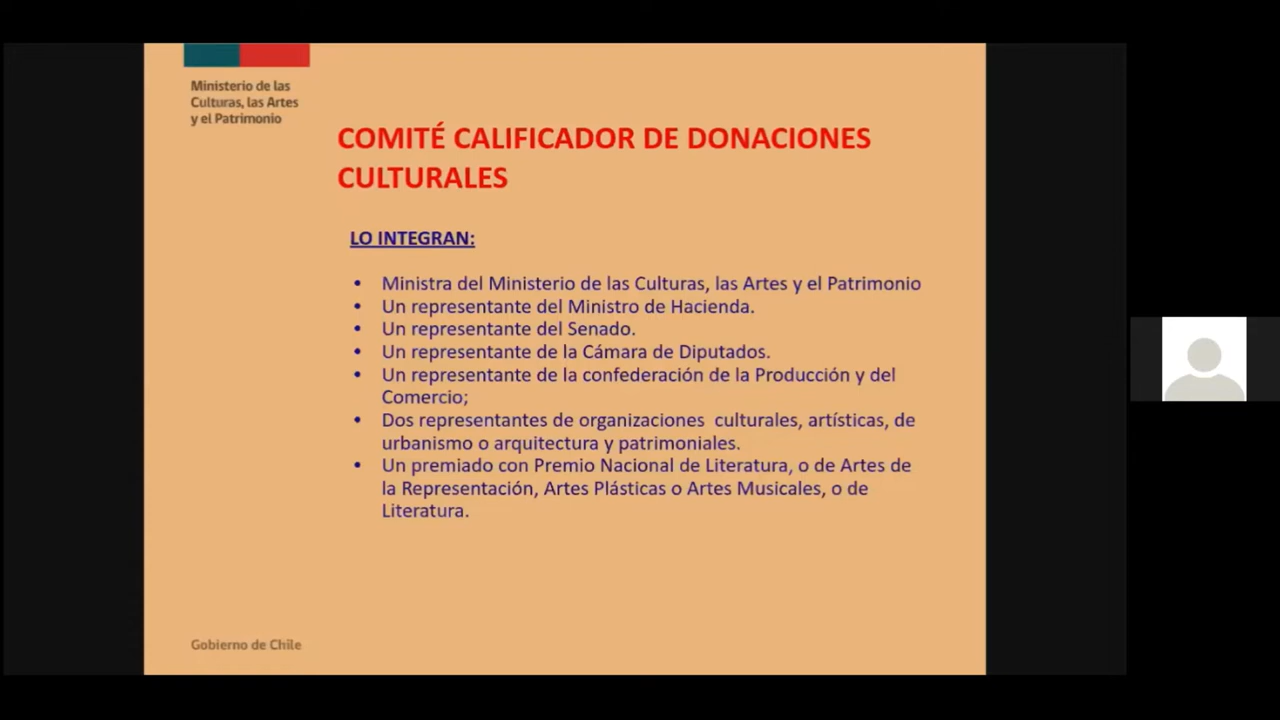 Ministerio de las
Culturas, las Artes
y el Patrimonio
COMITÉ CALIFICADOR DE DONACIONES
CULTURALES
LO INTEGRAN:
• Ministra del Ministerio de las Culturas, las Artes y el Patrimonio
• Un representante del Ministro de Hacienda.
• Un representante del Senado.
• Un representante de la Cámara de Diputados.
• Un representante de la confederación de la Producción y del
Comercio;
• Dos representantes de organizaciones  culturales, artísticas, de
urbanismo o arquitectura y patrimoniales.
• Un premiado con Premio Nacional de Literatura, o de Artes de
la Representación, Artes Plásticas o Artes Musicales, o de
Literatura.
Gobierno de Chile